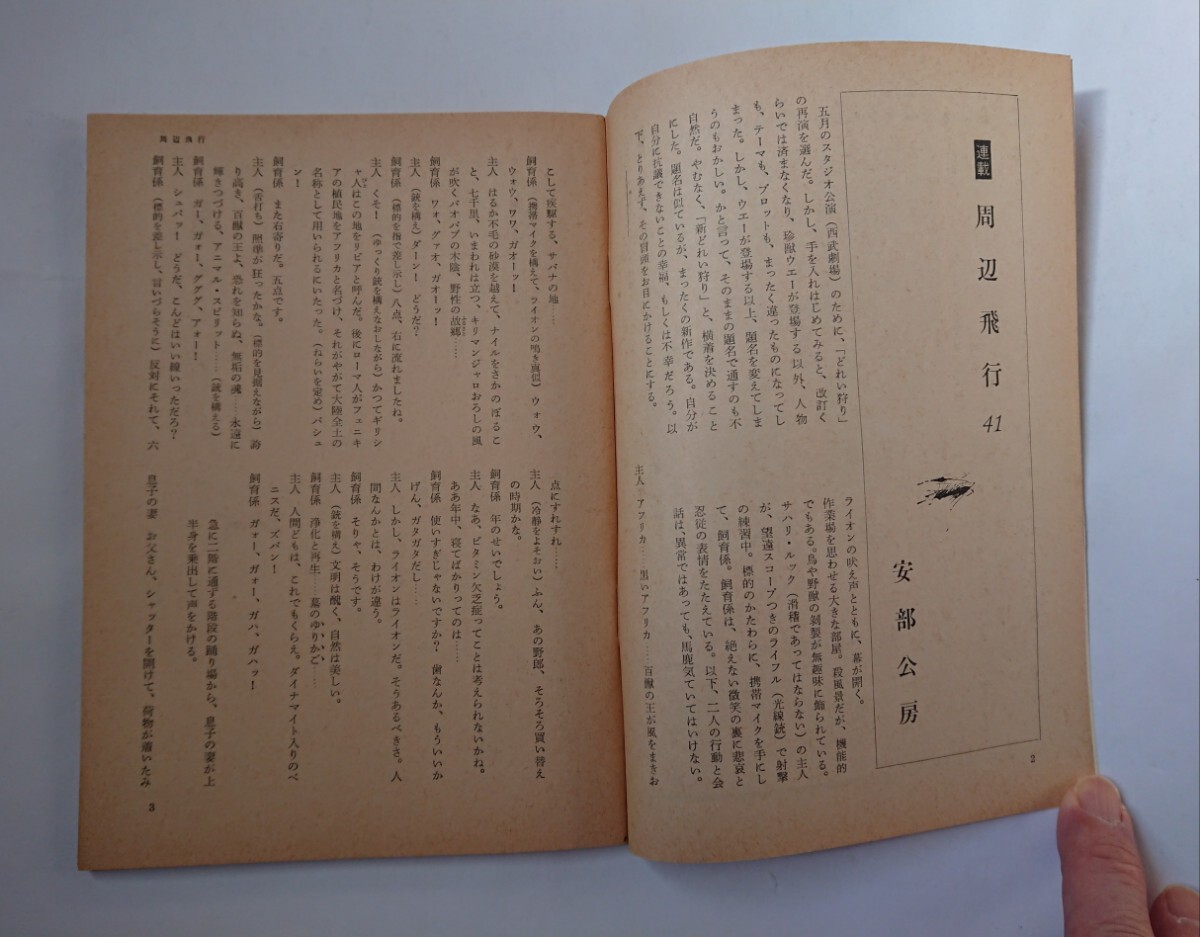 連載
周辺飛行 41
安部公房
五月のスタジオ公演(西武劇場)のために、「どれい狩り」
の再演を選んだ。しかし、手を入れはじめてみると、改訂く
らいでは済まなくなり、珍獣ウエーが登場する以外、人物
も、テーマも、プロットも、まったく違ったものになってし
まった。しかし、ウエーが登場する以上、題名を変えてしま
うのもおかしい。かと言って、そのままの題名で通すのも不
自然だ。やむなく、「新どれい狩り」と、横着を決めること
にした。題名は似ているが、まったくの新作である。自分が
自分に抗議できないことの幸福、もしくは不幸だろう。以
下、とりあえず、その冒頭をお目にかけることにする。
ライオンの吠え声とともに、幕が開く。
作業場を思わせる大きな部屋。殺風景だが、機能的
でもある。鳥や野獣の剥製が無趣味に飾られている。
サハリ・ルック(滑稽であってはならない)の主人
が、望遠スコープつきのライフル(光線銃)で射撃
の練習中。標的のかたわらに、携帯マイクを手にし
て、飼育係。飼育係は、絶えない微笑の裏に悲哀と
忍従の表情をたたえている。以下、二人の行動と会
話は、異常ではあっても、馬鹿気ていてはいけない。
主人 アフリカ……黒いアフリカ……百獣の王が風をまきお
2
周辺飛行
こして疾駆する、サバナの地……
飼育係 (携帯マイクを構えて、ライオンの鳴き真似)ウォウ、
ウォウ、ワワ、ガオーッ!
主人 はるか不毛の砂漠を越えて、ナイルをさかのぼるこ
と、七千里、いまわれは立つ、キリマンジャロおろしの風
が吹くバオバブの木陰、野性の故郷……
飼育係 ワォ、グァオ、ガオーッ!
主人 (銃を構え)ダーン! どうだ?
飼育係 (標的を指で差し示し)八点、右に流れましたね。
主人 くそ!(ゆっくり銃を構えなおしながら)かつてギリシ
ャ人はこの地をリビアと呼んだ。後にローマ人がフェニキ
アの植民地をアフリカと名づけ、それがやがて大陸全土の
名称として用いられるにいたった。(ねらいを定め)バシュ
ン!
飼育係 また右寄りだ。五点です。
主人 (舌打ち)照準が狂ったかな。(標的を見据えながら)誇
り高き、百獣の王よ、恐れを知らぬ、無垢の魂……永遠に
輝きつづける、アニマル・スピリット……(銃を構える)
飼育係 ガー、ガォー、グググ、アォー!
主人 シュバッ! どうだ、こんどはいい線いっただろ?
飼育係 (標的を差し示し、言いづらそうに)反対にそれて、六
点にすれすれ……
主人 (冷静をよそおい)ふん、あの野郎、そろそろ買い替え
の時期かな。
飼育係 年のせいでしょう。
主人 なあ、ビタミン欠乏症ってことは考えられないかね。
ああ年中、寝てばかりってのは……
飼育係 使いすぎじゃないですか? 歯なんか、もういいか
げん、ガタガタだし……
主人 しかし、ライオンはライオンだ。そうあるべきさ。人
間なんかとは、わけが違う。
飼育係 そりゃ、そうです。
主人 (銃を構え)文明は醜く、自然は美しい。
飼育係 浄化と再生……墓のゆりかご……
主人 人間どもは、これでもくらえ。ダイナマイト入りのペ
ニスだ、ズバン!
飼育係 ガォー、ガォー、ガハ、ガハッ!
急に二階に通ずる階段の踊り場から、息子の妻が上
半身を乗出して声をかける。
息子の妻 お父さん、シャッターを開けて、荷物が着いたみ
3